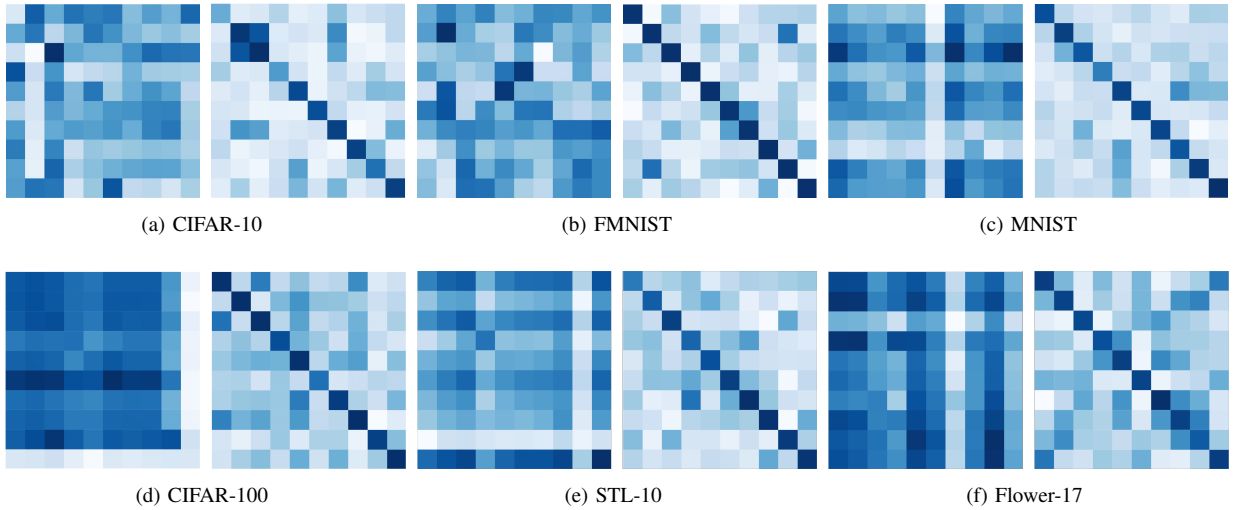 (a) CIFAR-10
(b) FMNIST
(c) MNIST
(d) CIFAR-100
(e) STL-10
(f) Flower-17